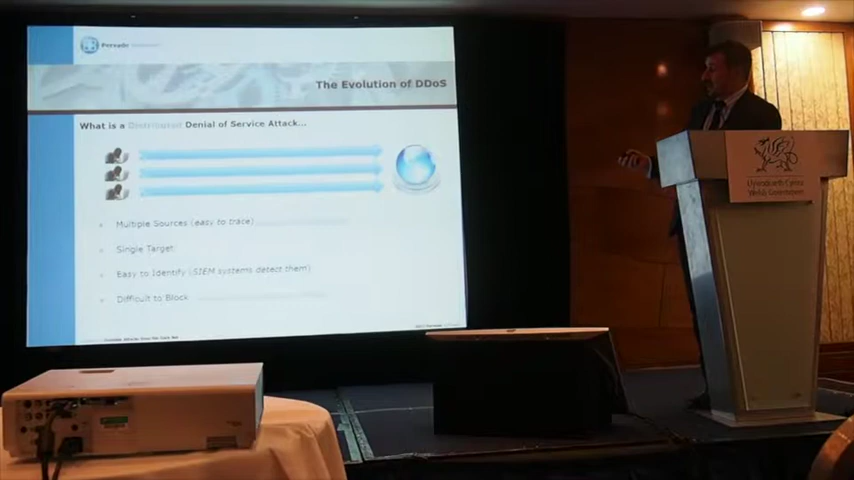 Pervade
The Evolution of DDoS
What is a Distributed Denial of Service Attack...
Multiple Sources (easy to trace)
Single Target
Easy to Identify (SIEM systems detect them)
Difficult to Block
Llywodraeth Cymru
Welsh Government